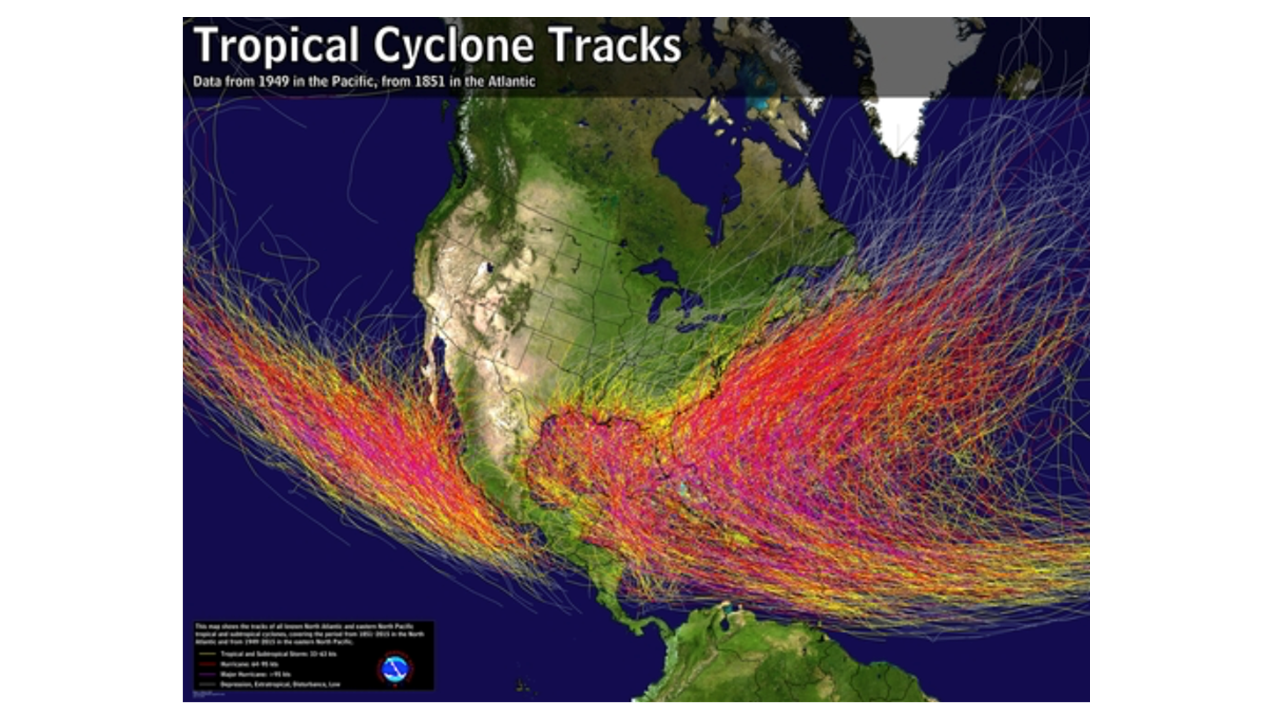 Tropical Cyclone Tracks
Data from 1949 in the Pacific, from 1851 in the Atlantic
This map shows the tracks of all known North Atlantic and eastern North Pacific
tropical and subtropical cyclones, covering the period from 1851-2015 in the North
Atlantic and from 1949-2015 in the eastern North Pacific.
Tropical and Subtropical Storm: 33-63 kts
Hurricane: 64-95 kts
Major Hurricane: >95 kts
Depression, Extratropical, Disturbance, Low